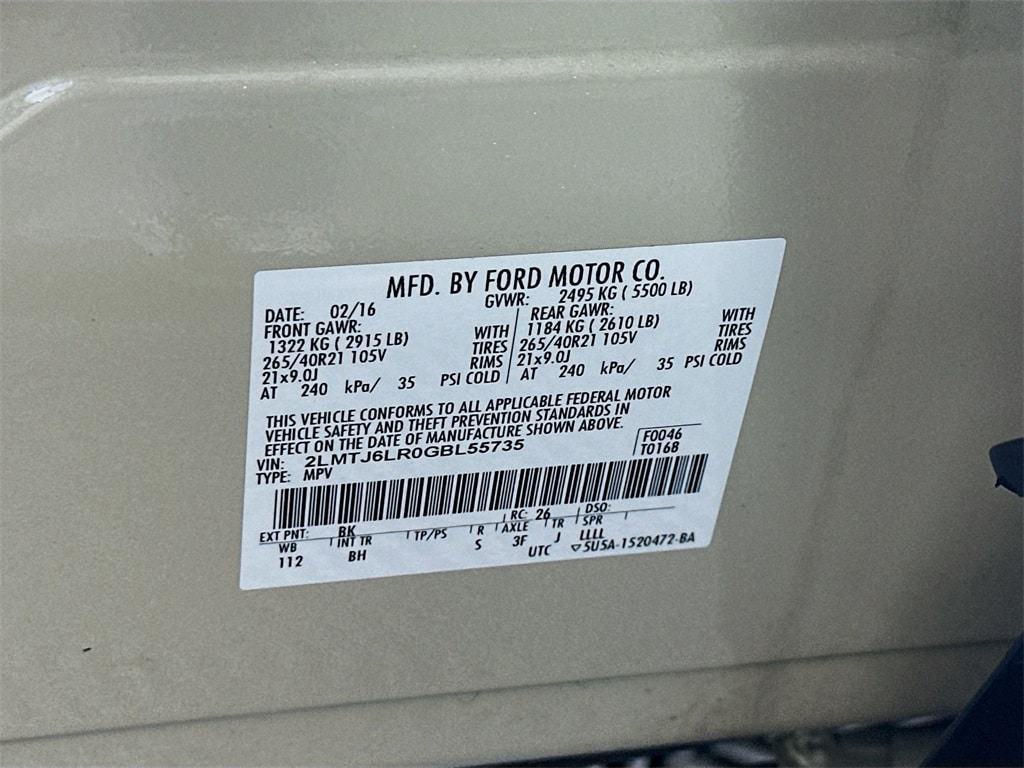 MFD. BY FORD MOTOR CO.
DATE: 02/16 GVWR: 2495 KG ( 5500 LB)
FRONT GAWR: REAR GAWR:
1322 KG ( 2915 LB) WITH 1184 KG ( 2610 LB) WITH
265/40R21 105V TIRES 265/40R21 105V TIRES
21x9.0J RIMS 21x9.0J RIMS
AT 240 kPa/ 35 PSI COLD AT 240 kPa/ 35 PSI COLD
THIS VEHICLE CONFORMS TO ALL APPLICABLE FEDERAL MOTOR
VEHICLE SAFETY AND THEFT PREVENTION STANDARDS IN
EFFECT ON THE DATE OF MANUFACTURE SHOWN ABOVE.
VIN: 2LMTJ6LR0GBL55735 F0046
TYPE: MPV T0168
EXT PNT: BK RC: 26 DSO:
WB INT TR TP/PS R AXLE TR SPR
112 BH S 3F J LLLL
UTC ▽5U5A-1520472-BA